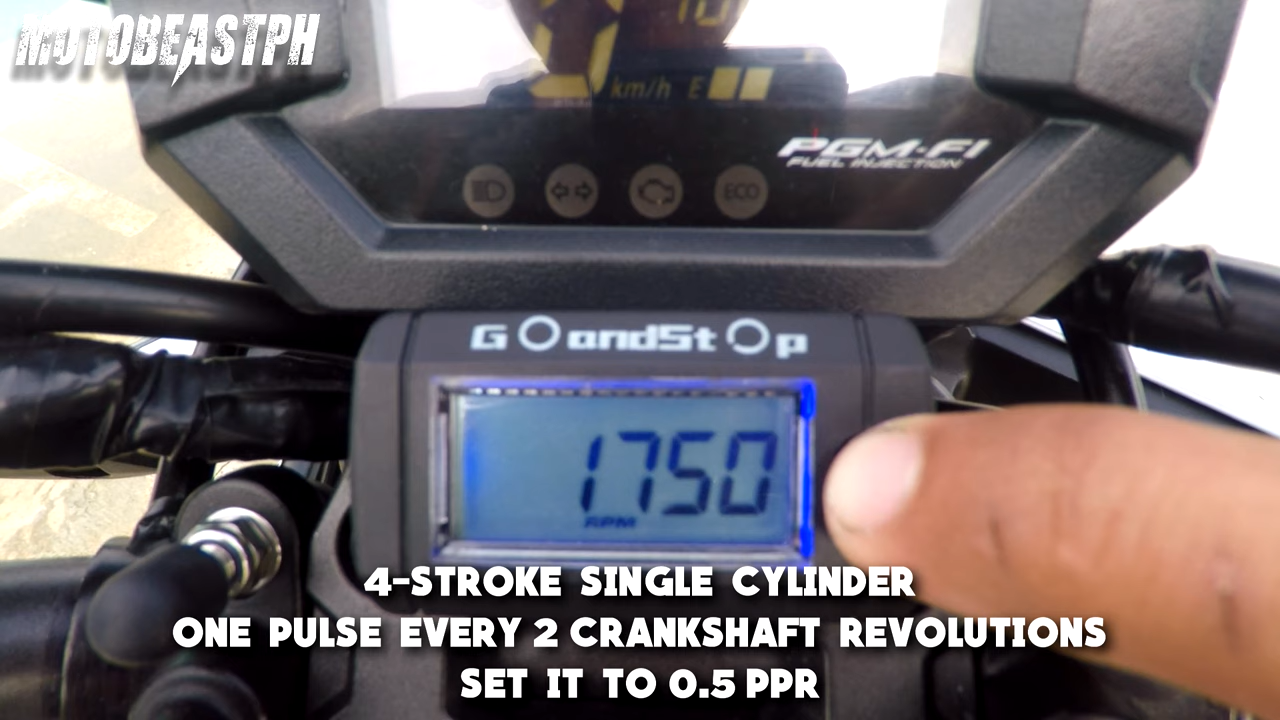 MOTOBEASTPH
km/h E
PGM-FI
FUEL INJECTION
ECO
GOandStOp
1750
RPM
4-STROKE SINGLE CYLINDER
ONE PULSE EVERY 2 CRANKSHAFT REVOLUTIONS
SET IT TO 0.5 PPR